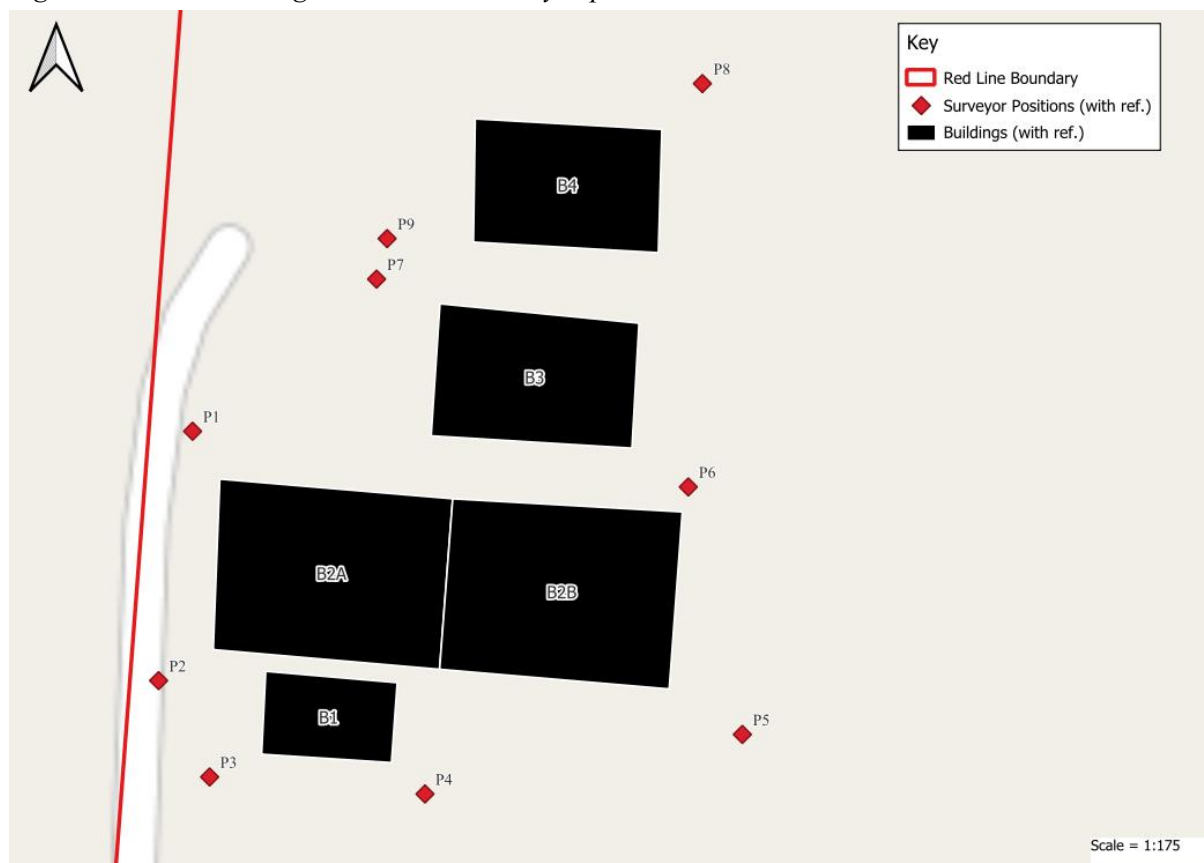 Key
Red Line Boundary
Surveyor Positions (with ref.)
Buildings (with ref.)
P8
B4
P9
P7
B3
P1
P6
B2A
B2B
P2
B1
P5
P3
P4
Scale = 1:175